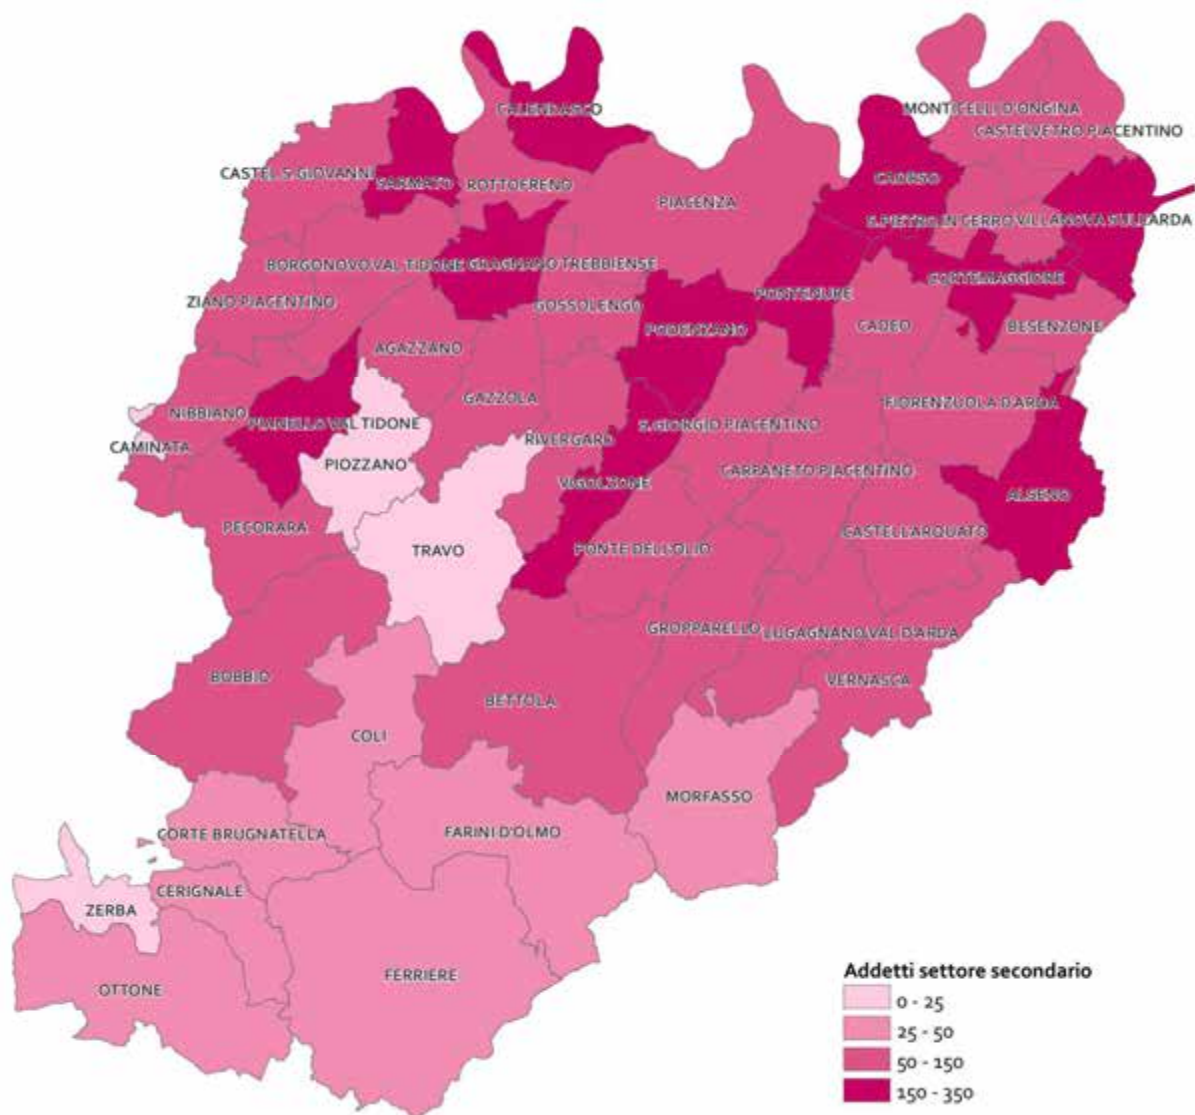 CALENDASCO
MONTICELLI D'ONGINA
CASTELVETRO PIACENTINO
CASTEL S.GIOVANNI
SARMATO
ROTTOFRENO
CAORSO
PIACENZA
S.PIETRO IN CERRO
VILLANOVA SULL'ARDA
BORGONOVO VAL TIDONE
GRAGNANO TREBBIENSE
ZIANO PIACENTINO
GOSSOLENGO
PONTENURE
CORTEMAGGIORE
PODENZANO
CADEO
BESENZONE
AGAZZANO
GAZZOLA
NIBBIANO
PIANELLO VAL TIDONE
FIORENZUOLA D'ARDA
CAMINATA
RIVERGARO
S.GIORGIO PIACENTINO
PIOZZANO
CARPANETO PIACENTINO
VIGOLZONE
ALSENO
PECORARA
CASTELL'ARQUATO
TRAVO
PONTE DELL'OLIO
GROPPARELLO
LUGAGNANO VAL D'ARDA
BOBBIO
VERNASCA
BETTOLA
COLI
MORFASSO
CORTE BRUGNATELLA
FARINI D'OLMO
CERIGNALE
ZERBA
FERRIERE
OTTONE
Addetti settore secondario
0 - 25
25 - 50
50 - 150
150 - 350